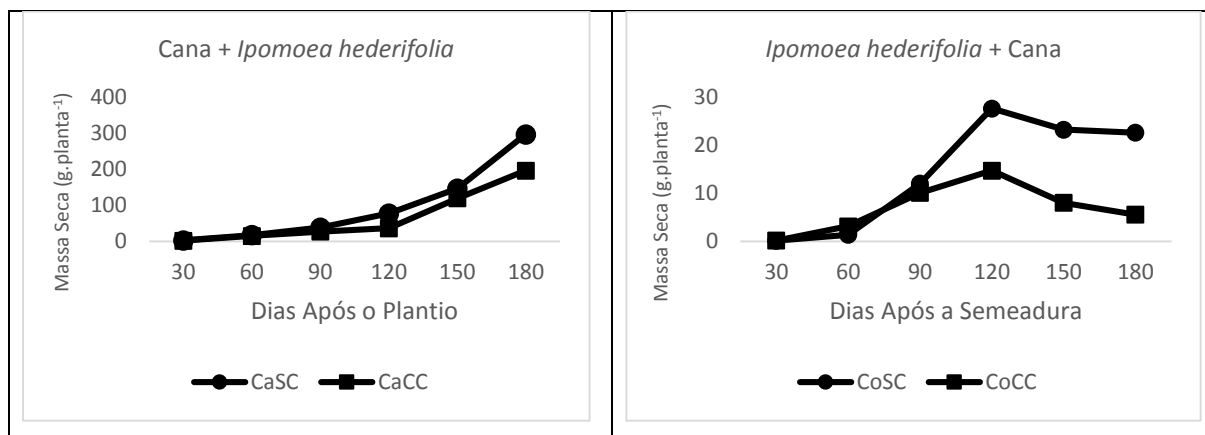 Cana + Ipomoea hederifolia
Massa Seca (g.planta⁻¹)
400
300
200
100
0
30 60 90 120 150 180
Dias Após o Plantio
CaSC CaCC
Ipomoea hederifolia + Cana
Massa Seca (g.planta⁻¹)
30
20
10
0
30 60 90 120 150 180
Dias Após a Semeadura
CoSC CoCC